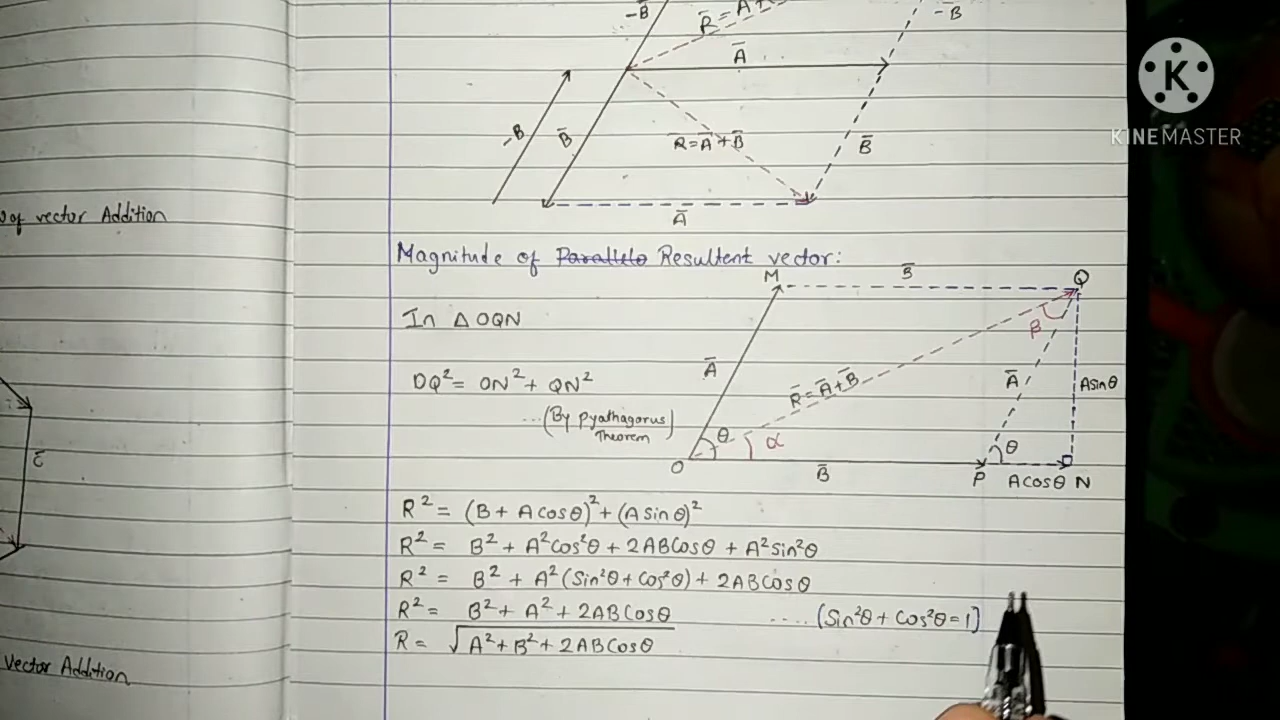 -B̅
R̅ = A̅ +
-B̅
A̅
-B
B̅
R̅=A̅+B̅
B̅
A̅
KINEMASTER
of vector Addition
Magnitude of Parallelo Resultent vector:
M
B̅
Q
In △OQN
β
A̅
R̅=A̅+B̅
A̅
Asinθ
OQ²= ON²+ QN²
....(By Pyathagorus
Theorem)
θ
α
θ
O
B̅
P
Acosθ
N
C̅
R²= (B+ Acosθ)²+(Asinθ)²
R²= B²+A²Cos²θ+2ABCosθ + A²sin²θ
R² = B² + A²(Sin²θ+Cos²θ)+2ABCosθ
R²= B²+ A²+2ABCosθ ....(Sin²θ+Cos²θ=1)
R= √A²+B²+2ABCosθ
vector Addition